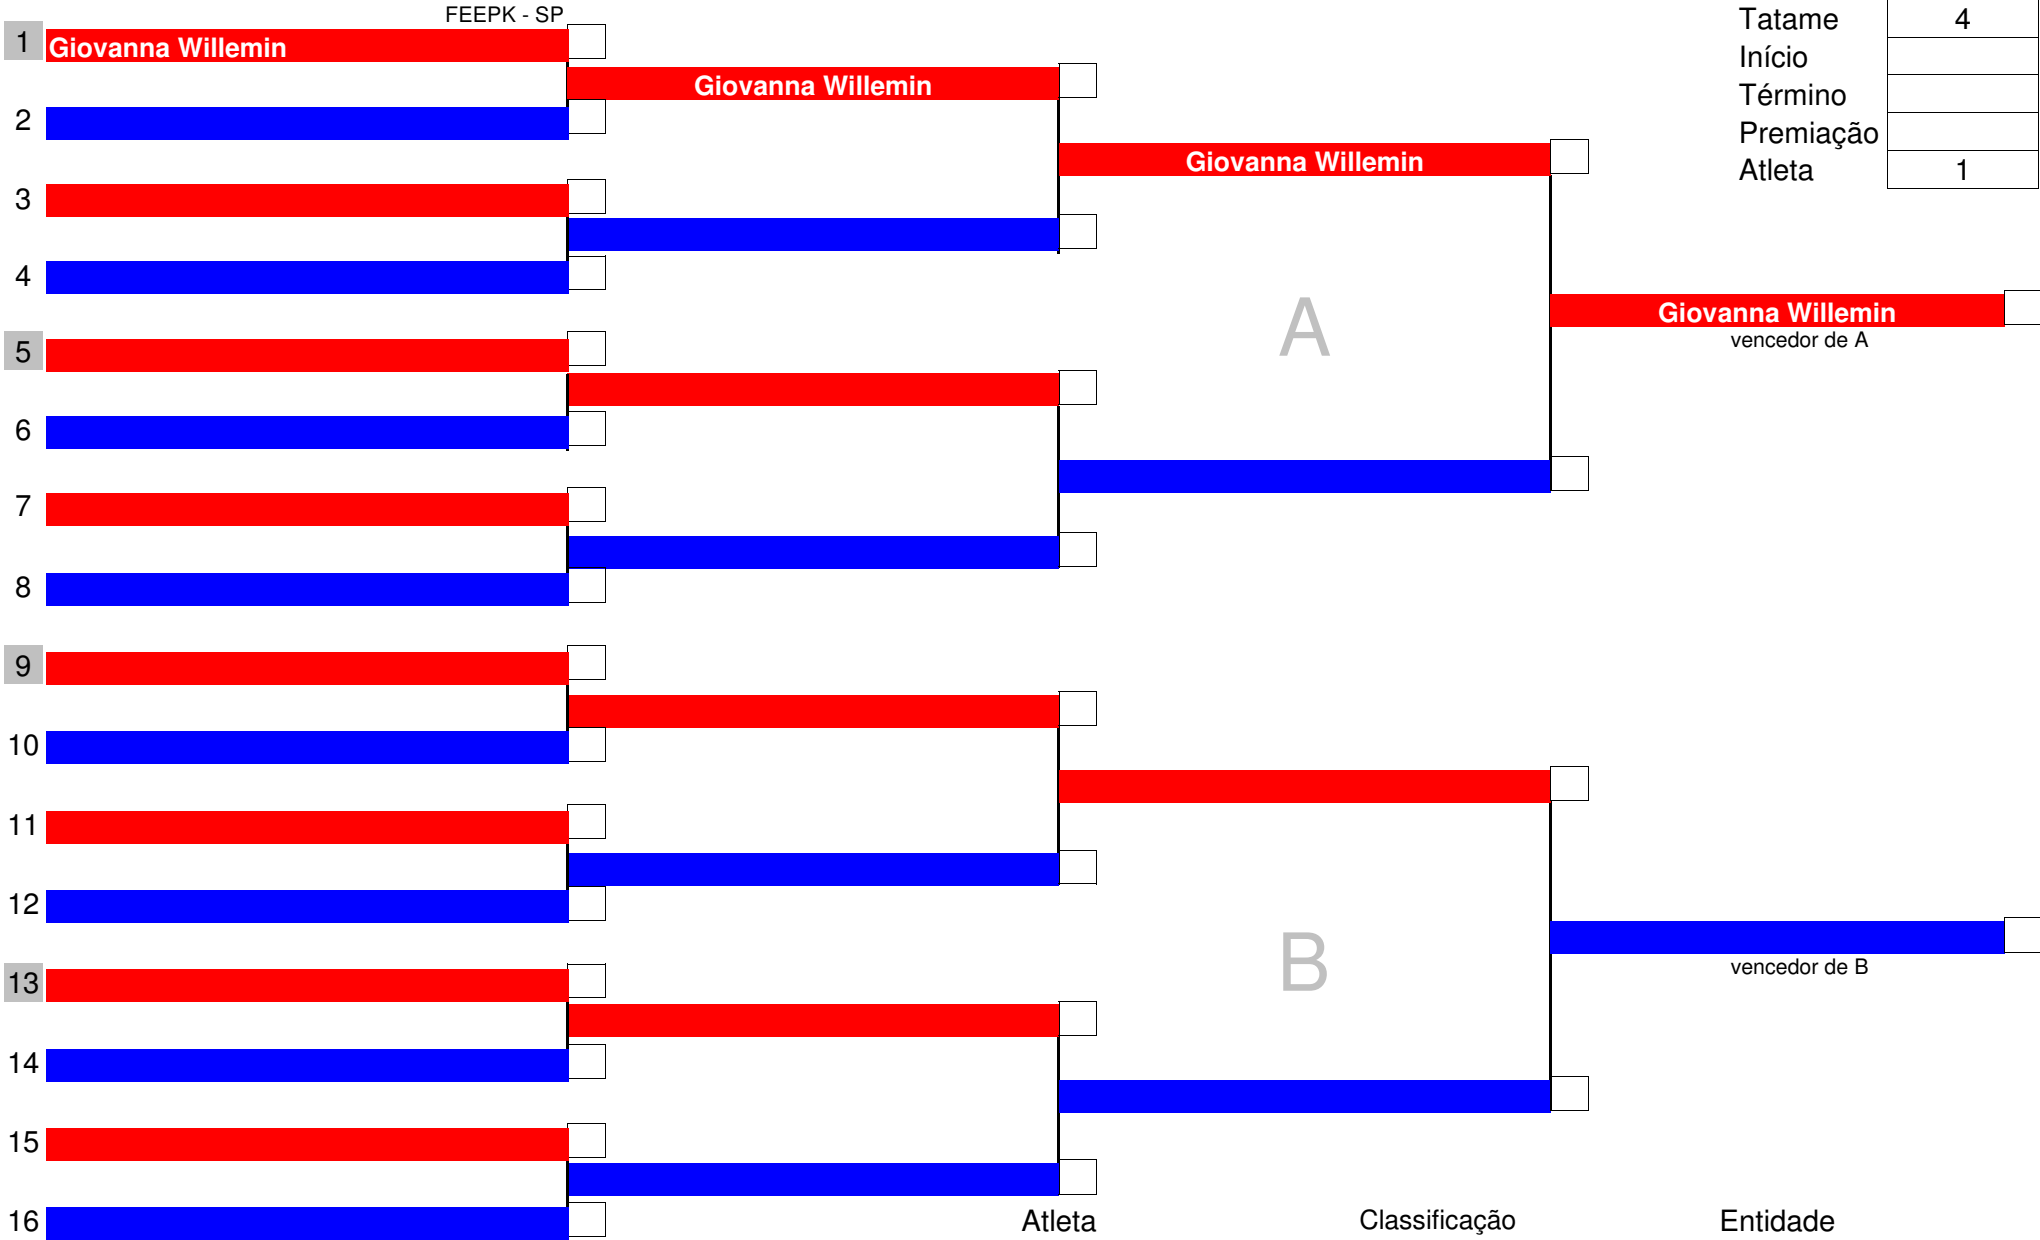 FEEPK - SP
Tatame 4
1 Giovanna Willemin
Início
Giovanna Willemin
Término
2
Premiação
Giovanna Willemin
Atleta 1
3
4
A
Giovanna Willemin
vencedor de A
5
6
7
8
9
10
11
12
B
vencedor de B
13
14
15
16
Atleta Classificação Entidade